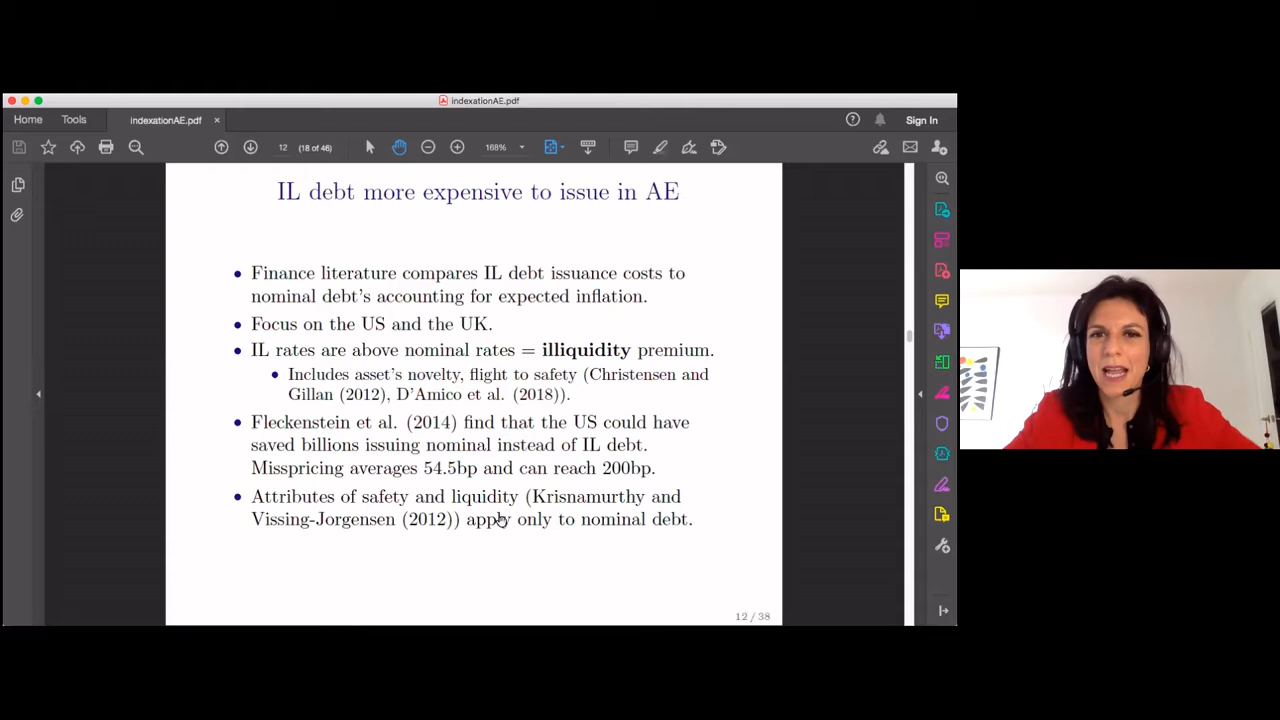 indexationAE.pdf
Home Tools indexationAE.pdf × Sign In
12 (18 of 46) 168%
IL debt more expensive to issue in AE
• Finance literature compares IL debt issuance costs to
nominal debt's accounting for expected inflation.
• Focus on the US and the UK.
• IL rates are above nominal rates = illiquidity premium.
• Includes asset's novelty, flight to safety (Christensen and
Gillan (2012), D'Amico et al. (2018)).
• Fleckenstein et al. (2014) find that the US could have
saved billions issuing nominal instead of IL debt.
Misspricing averages 54.5bp and can reach 200bp.
• Attributes of safety and liquidity (Krisnamurthy and
Vissing-Jorgensen (2012)) apply only to nominal debt.
12 / 38